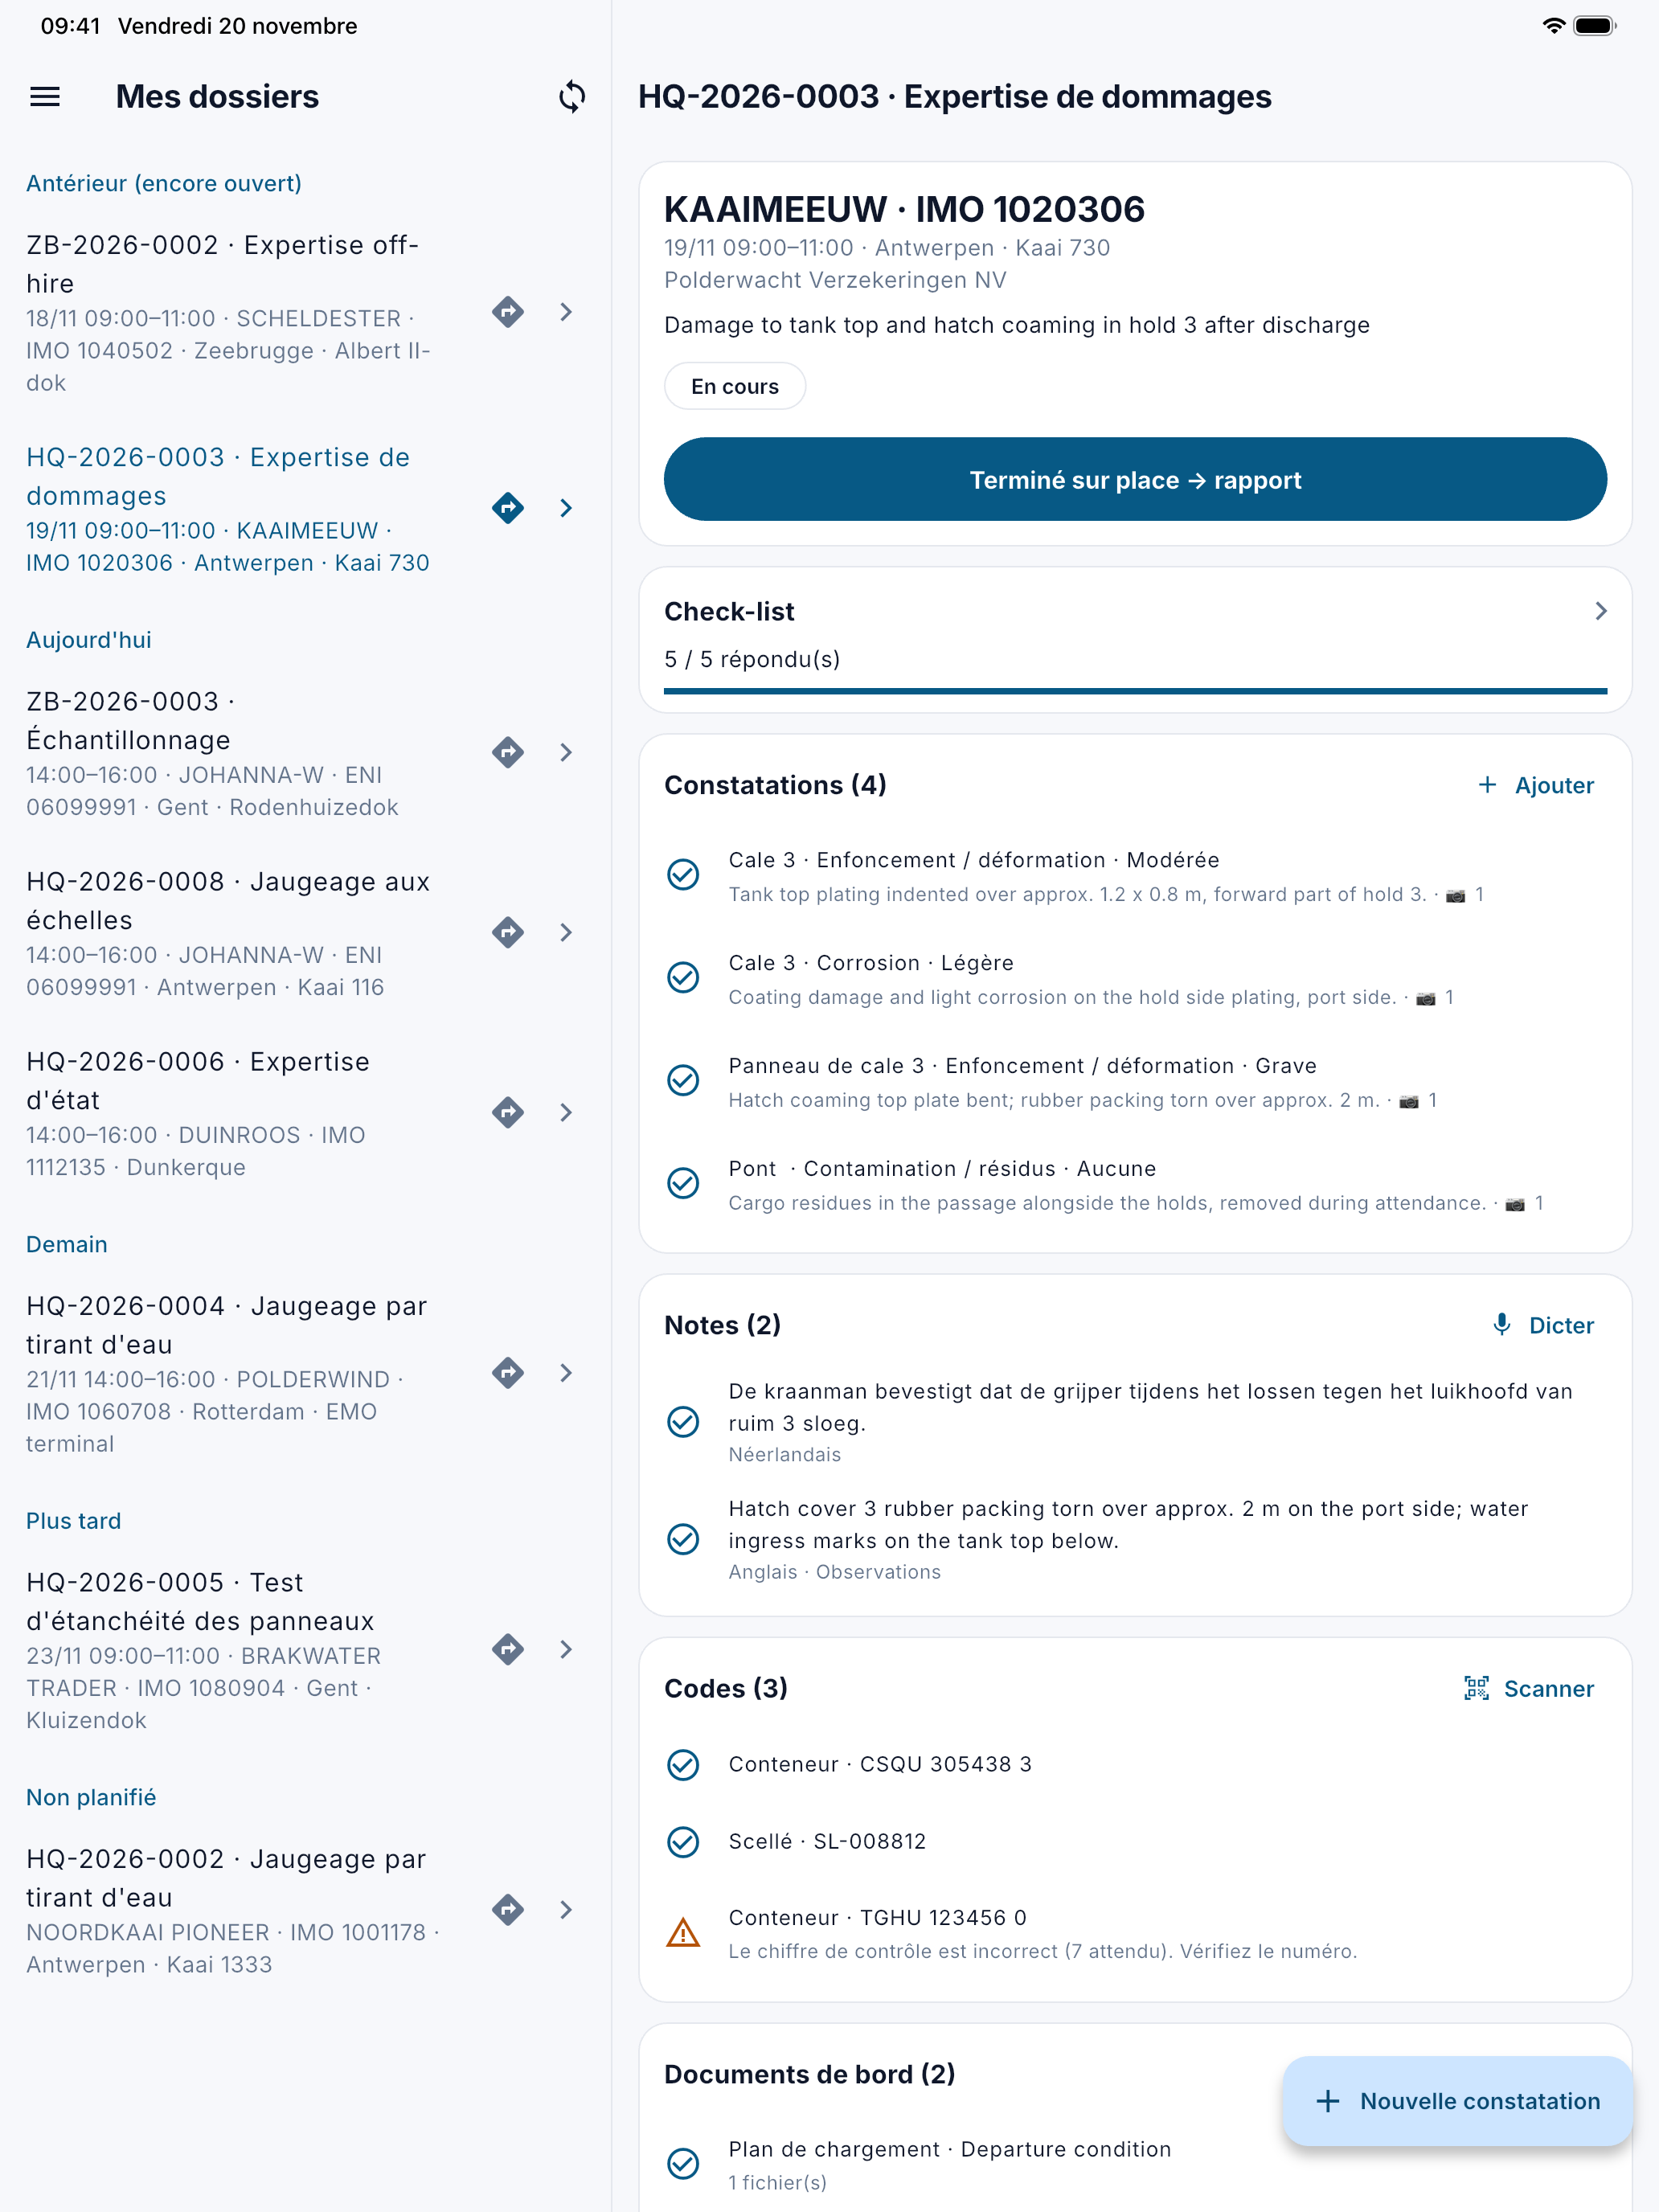 09:41 Vendredi 20 novembre
Mes dossiers
Antérieur (encore ouvert)
ZB-2026-0002 · Expertise off-
hire
18/11 09:00–11:00 · SCHELDESTER ·
IMO 1040502 · Zeebrugge · Albert II-
dok
HQ-2026-0003 · Expertise de
dommages
19/11 09:00–11:00 · KAAIMEEUW ·
IMO 1020306 · Antwerpen · Kaai 730
Aujourd'hui
ZB-2026-0003 ·
Échantillonnage
14:00–16:00 · JOHANNA-W · ENI
06099991 · Gent · Rodenhuizedok
HQ-2026-0008 · Jaugeage aux
échelles
14:00–16:00 · JOHANNA-W · ENI
06099991 · Antwerpen · Kaai 116
HQ-2026-0006 · Expertise
d'état
14:00–16:00 · DUINROOS · IMO
1112135 · Dunkerque
Demain
HQ-2026-0004 · Jaugeage par
tirant d'eau
21/11 14:00–16:00 · POLDERWIND ·
IMO 1060708 · Rotterdam · EMO
terminal
Plus tard
HQ-2026-0005 · Test
d'étanchéité des panneaux
23/11 09:00–11:00 · BRAKWATER
TRADER · IMO 1080904 · Gent ·
Kluizendok
Non planifié
HQ-2026-0002 · Jaugeage par
tirant d'eau
NOORDKAAI PIONEER · IMO 1001178 ·
Antwerpen · Kaai 1333
HQ-2026-0003 · Expertise de dommages
KAAIMEEUW · IMO 1020306
19/11 09:00–11:00 · Antwerpen · Kaai 730
Polderwacht Verzekeringen NV
Damage to tank top and hatch coaming in hold 3 after discharge
En cours
Terminé sur place → rapport
Check-list
5 / 5 répondu(s)
Constatations (4)
Ajouter
Cale 3 · Enfoncement / déformation · Modérée
Tank top plating indented over approx. 1.2 x 0.8 m, forward part of hold 3. · 📷 1
Cale 3 · Corrosion · Légère
Coating damage and light corrosion on the hold side plating, port side. · 📷 1
Panneau de cale 3 · Enfoncement / déformation · Grave
Hatch coaming top plate bent; rubber packing torn over approx. 2 m. · 📷 1
Pont · Contamination / résidus · Aucune
Cargo residues in the passage alongside the holds, removed during attendance. · 📷 1
Notes (2)
Dicter
De kraanman bevestigt dat de grijper tijdens het lossen tegen het luikhoofd van
ruim 3 sloeg.
Néerlandais
Hatch cover 3 rubber packing torn over approx. 2 m on the port side; water
ingress marks on the tank top below.
Anglais · Observations
Codes (3)
Scanner
Conteneur · CSQU 305438 3
Scellé · SL-008812
Conteneur · TGHU 123456 0
Le chiffre de contrôle est incorrect (7 attendu). Vérifiez le numéro.
Documents de bord (2)
Nouvelle constatation
Plan de chargement · Departure condition
1 fichier(s)